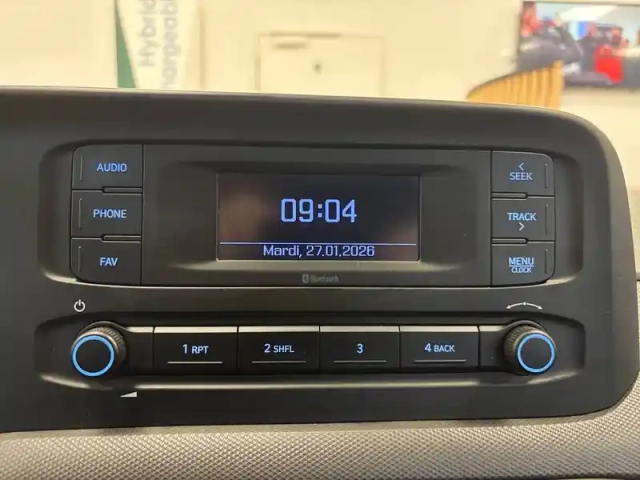 Hybrid
chargeable
AUDIO
PHONE
FAV
09:04
Mardi, 27.01.2026
Bluetooth
<
SEEK
TRACK
>
MENU
CLOCK
1 RPT
2 SHFL
3
4 BACK